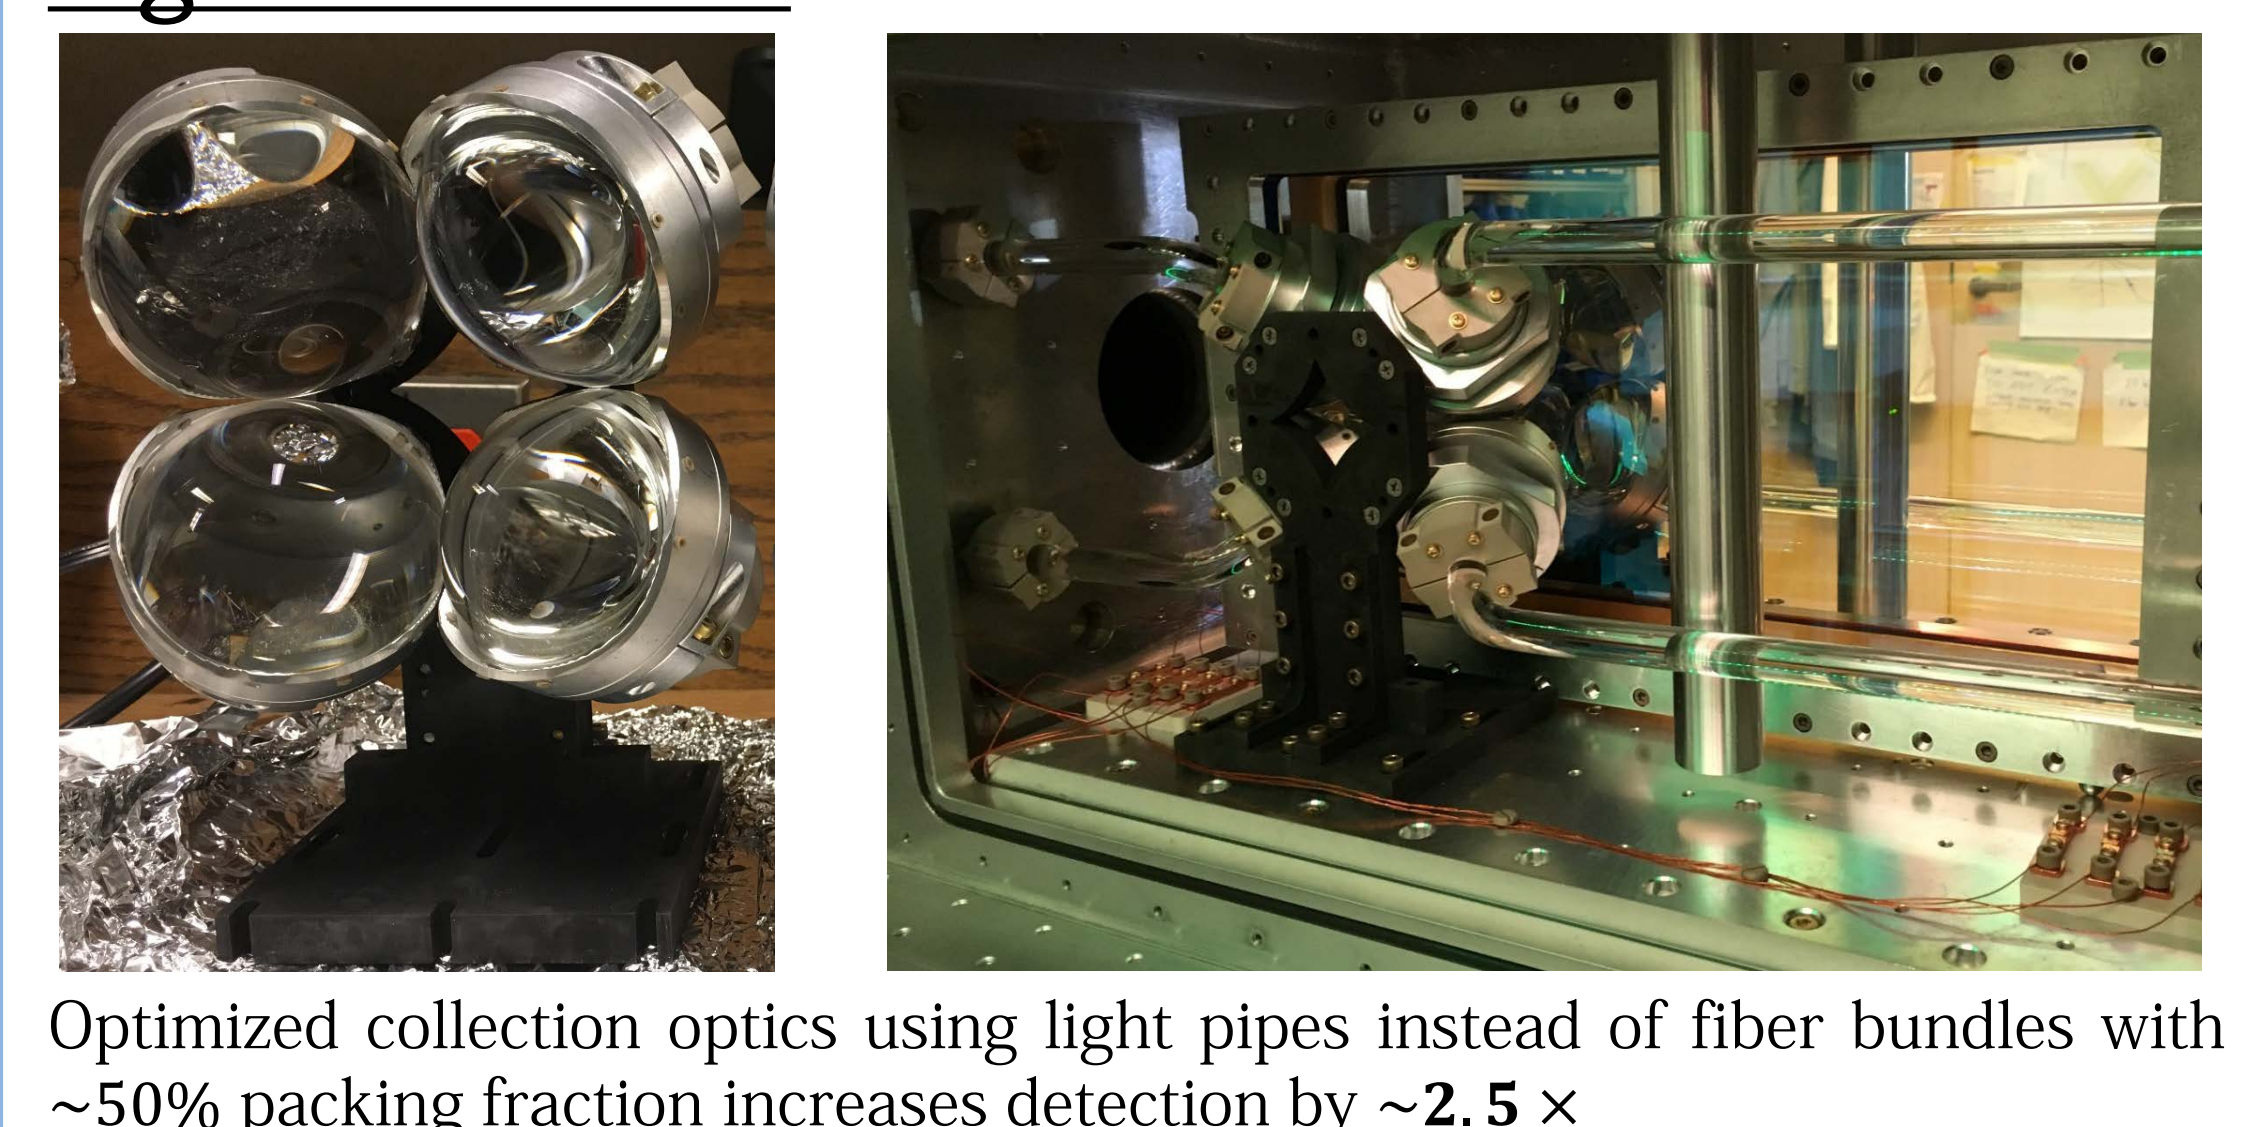 Optimized collection optics using light pipes instead of fiber bundles with
~50% packing fraction increases detection by ~2.5 ×